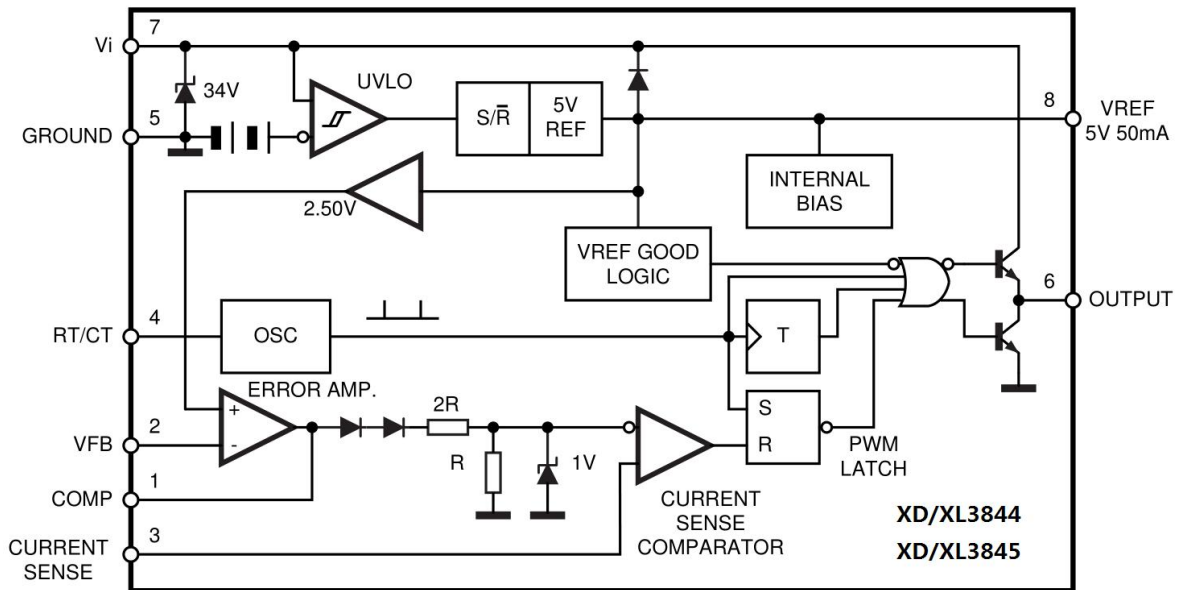 7
Vi
34V
UVLO
S/R̅
5V
REF
8
VREF
5V 50mA
5
GROUND
2.50V
INTERNAL
BIAS
VREF GOOD
LOGIC
6
OUTPUT
4
RT/CT
OSC
T
ERROR AMP.
+
-
2R
S
R
2
VFB
R
1V
PWM
LATCH
1
COMP
CURRENT
SENSE
COMPARATOR
3
CURRENT
SENSE
XD/XL3844
XD/XL3845